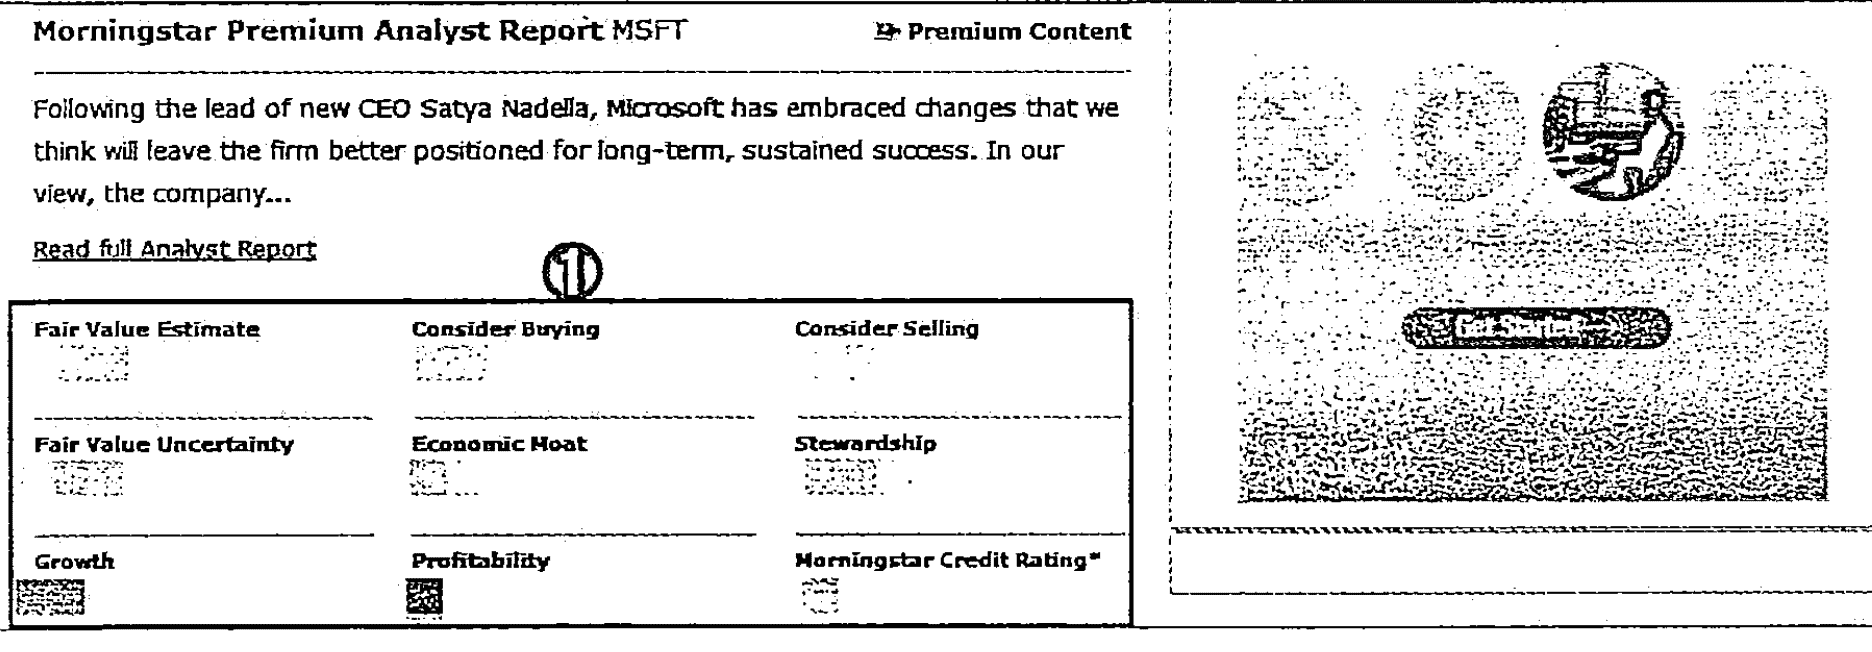 Morningstar Premium Analyst Report MSFT
Premium Content
Following the lead of new CEO Satya Nadella, Microsoft has embraced changes that we
think will leave the firm better positioned for long-term, sustained success. In our
view, the company...
Read full Analyst Report
1
Fair Value Estimate Consider Buying Consider Selling
Fair Value Uncertainty Economic Moat Stewardship
Growth Profitability Morningstar Credit Rating*
Get Started